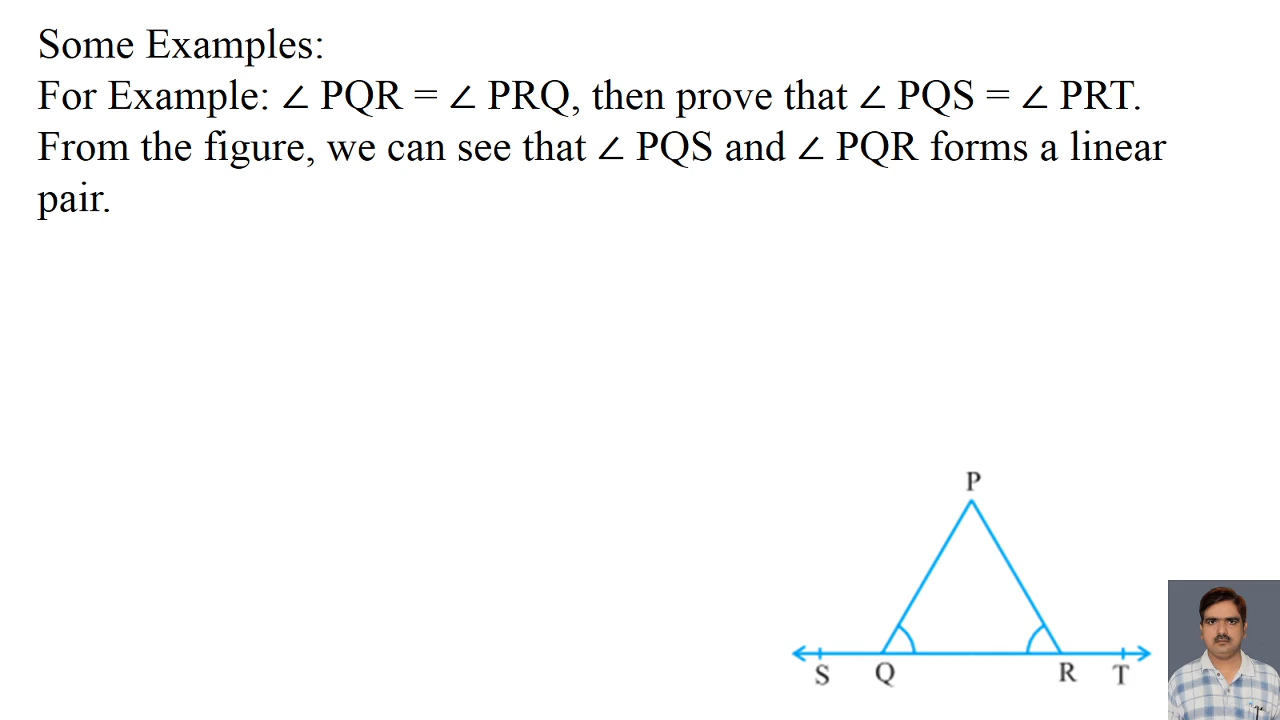 Some Examples:
For Example: ∠ PQR = ∠ PRQ, then prove that ∠ PQS = ∠ PRT.
From the figure, we can see that ∠ PQS and ∠ PQR forms a linear
pair.
P
S Q R T